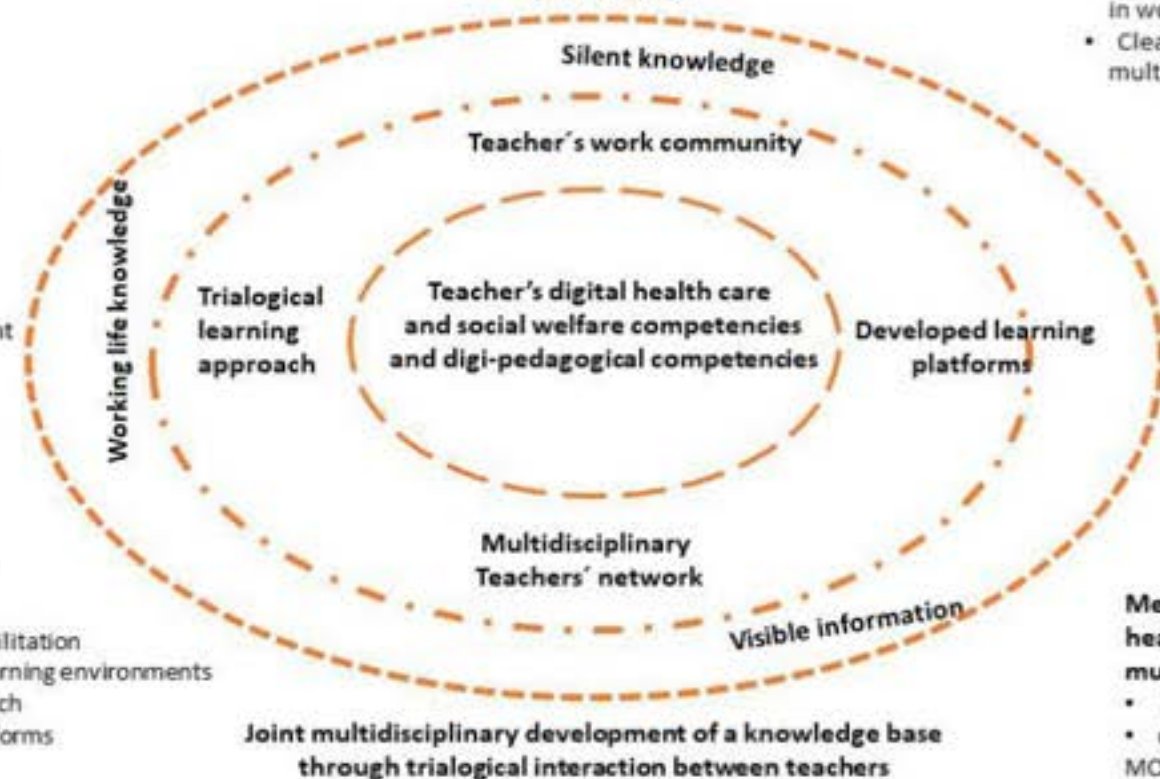 in
• Clea
mult
Silent knowledge
Teacher´s work community
Working life knowledge
Trialogical
learning
approach
Teacher’s digital health care
and social welfare competencies
and digi-pedagogical competencies
Developed learning
platforms
nt
Multidisciplinary
Teachers´ network
Visible information
Me
hea
mu
•
•
MO
ilitation
rning environments
ch
orms
Joint multidisciplinary development of a knowledge base
through trialogical interaction between teachers